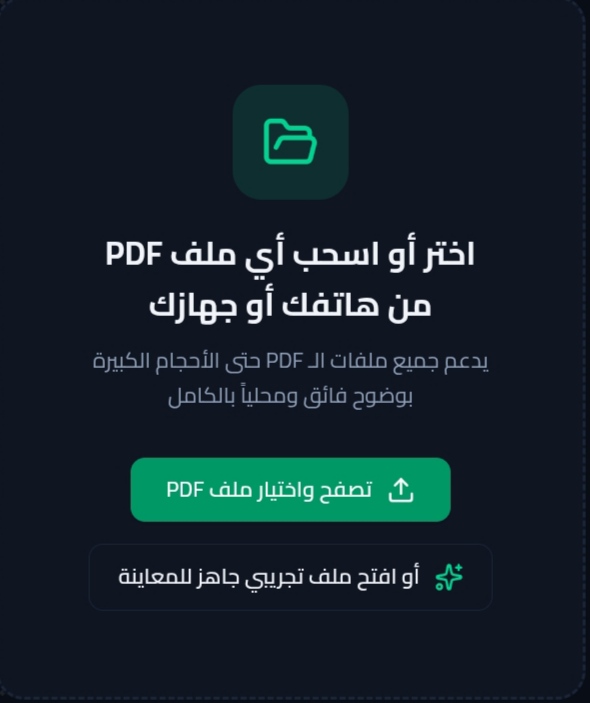 اختر أو اسحب أي ملف PDF
من هاتفك أو جهازك
يدعم جميع ملفات الـ PDF حتى الأحجام الكبيرة
بوضوح فائق ومحلياً بالكامل
تصفح واختيار ملف PDF
أو افتح ملف تجريبي جاهز للمعاينة